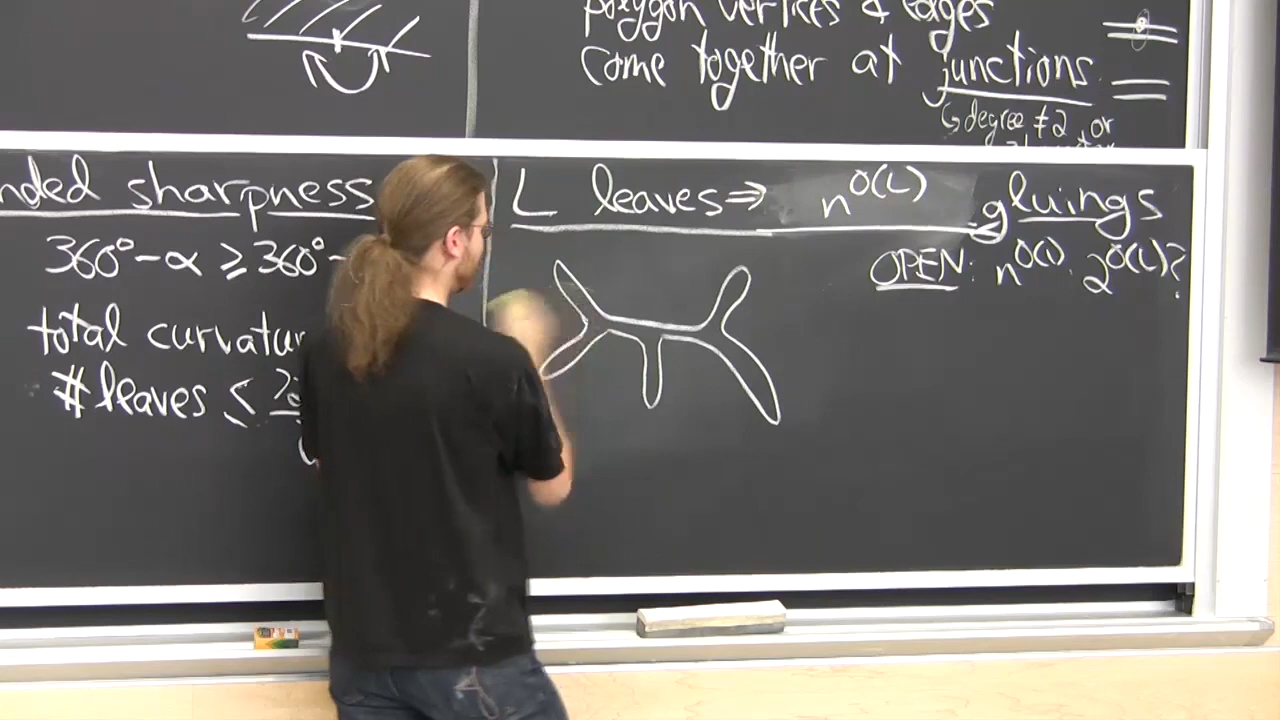 polygon vertices & edges
come together at junctions
↳ degree ≠ 2, or
nded sharpness
360° - α ≥ 360° -
total curvatur
# leaves ≤
L leaves ⇒ n^O(L) gluings
OPEN: n^O(1) · 2^O(L)?